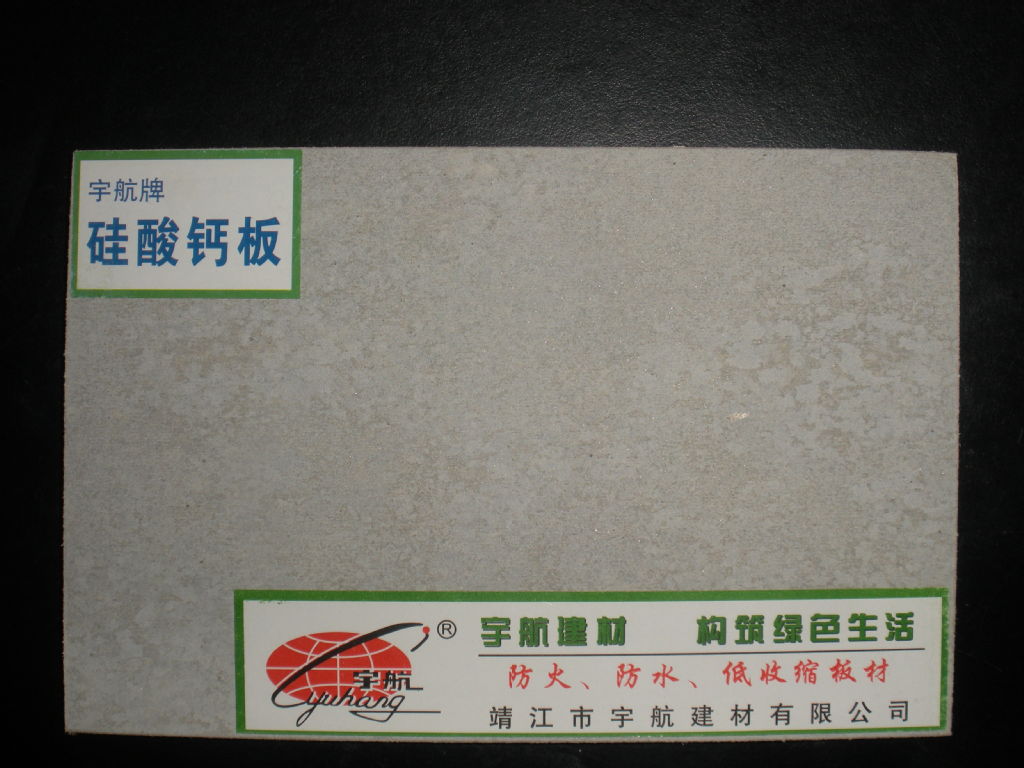 宇航牌
硅酸钙板
宇航建材 构筑绿色生活
防火、防水、低收缩板材
靖江市宇航建材有限公司
®
宇航
yuhang